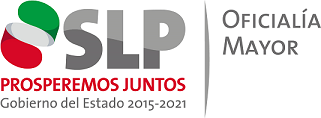 SLP
PROSPEREMOS JUNTOS
Gobierno del Estado 2015-2021
OFICIALÍA
MAYOR